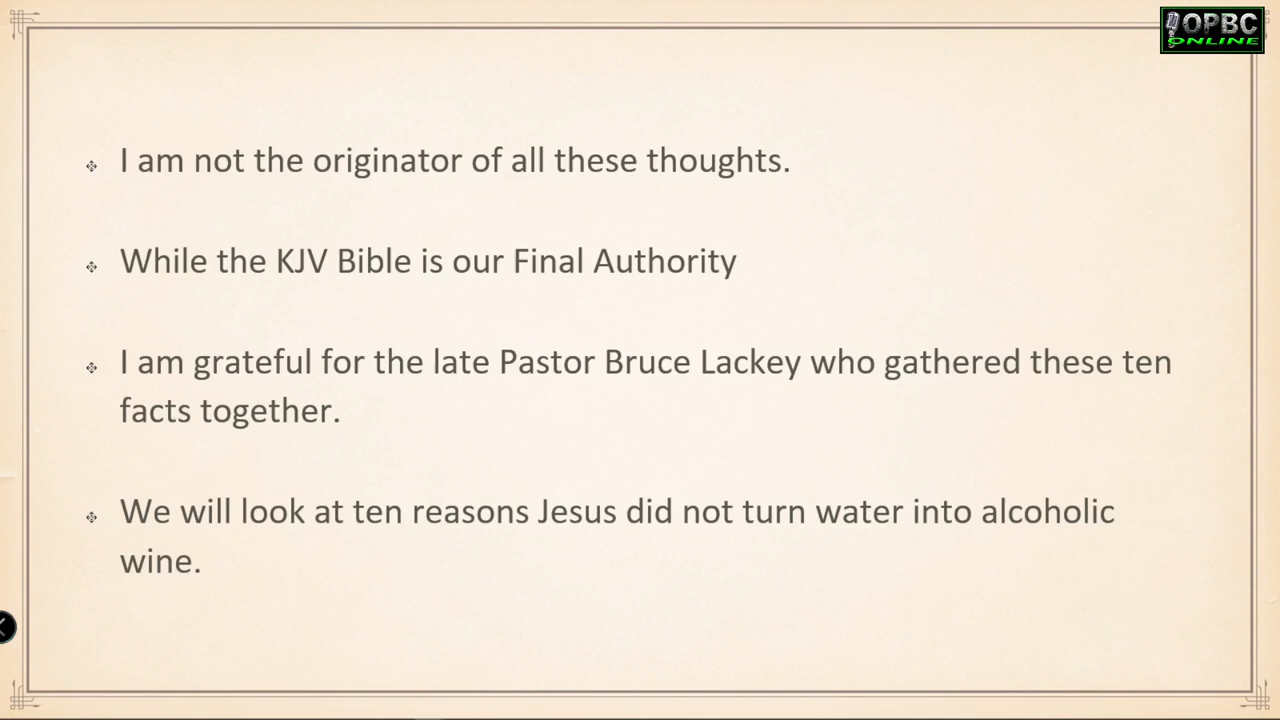 OPBC
ONLINE
I am not the originator of all these thoughts.
While the KJV Bible is our Final Authority
I am grateful for the late Pastor Bruce Lackey who gathered these ten
facts together.
We will look at ten reasons Jesus did not turn water into alcoholic
wine.